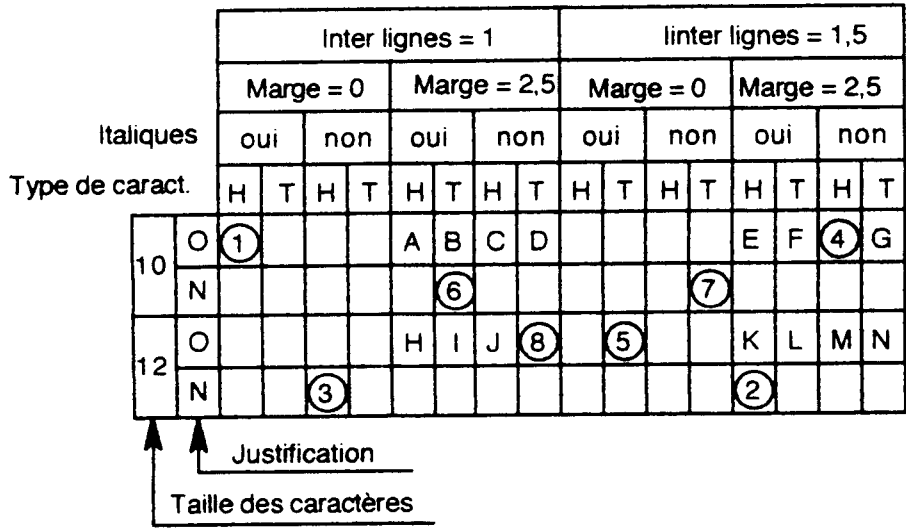 Inter lignes = 1 linter lignes = 1,5
Marge = 0 Marge = 2,5 Marge = 0 Marge = 2,5
Italiques oui non oui non oui non oui non
Type de caract. H T H T H T H T H T H T H T H T
10 O 1 A B C D E F 4 G
N 6 7
12 O H I J 8 5 K L M N
N 3 2
Justification
Taille des caractères